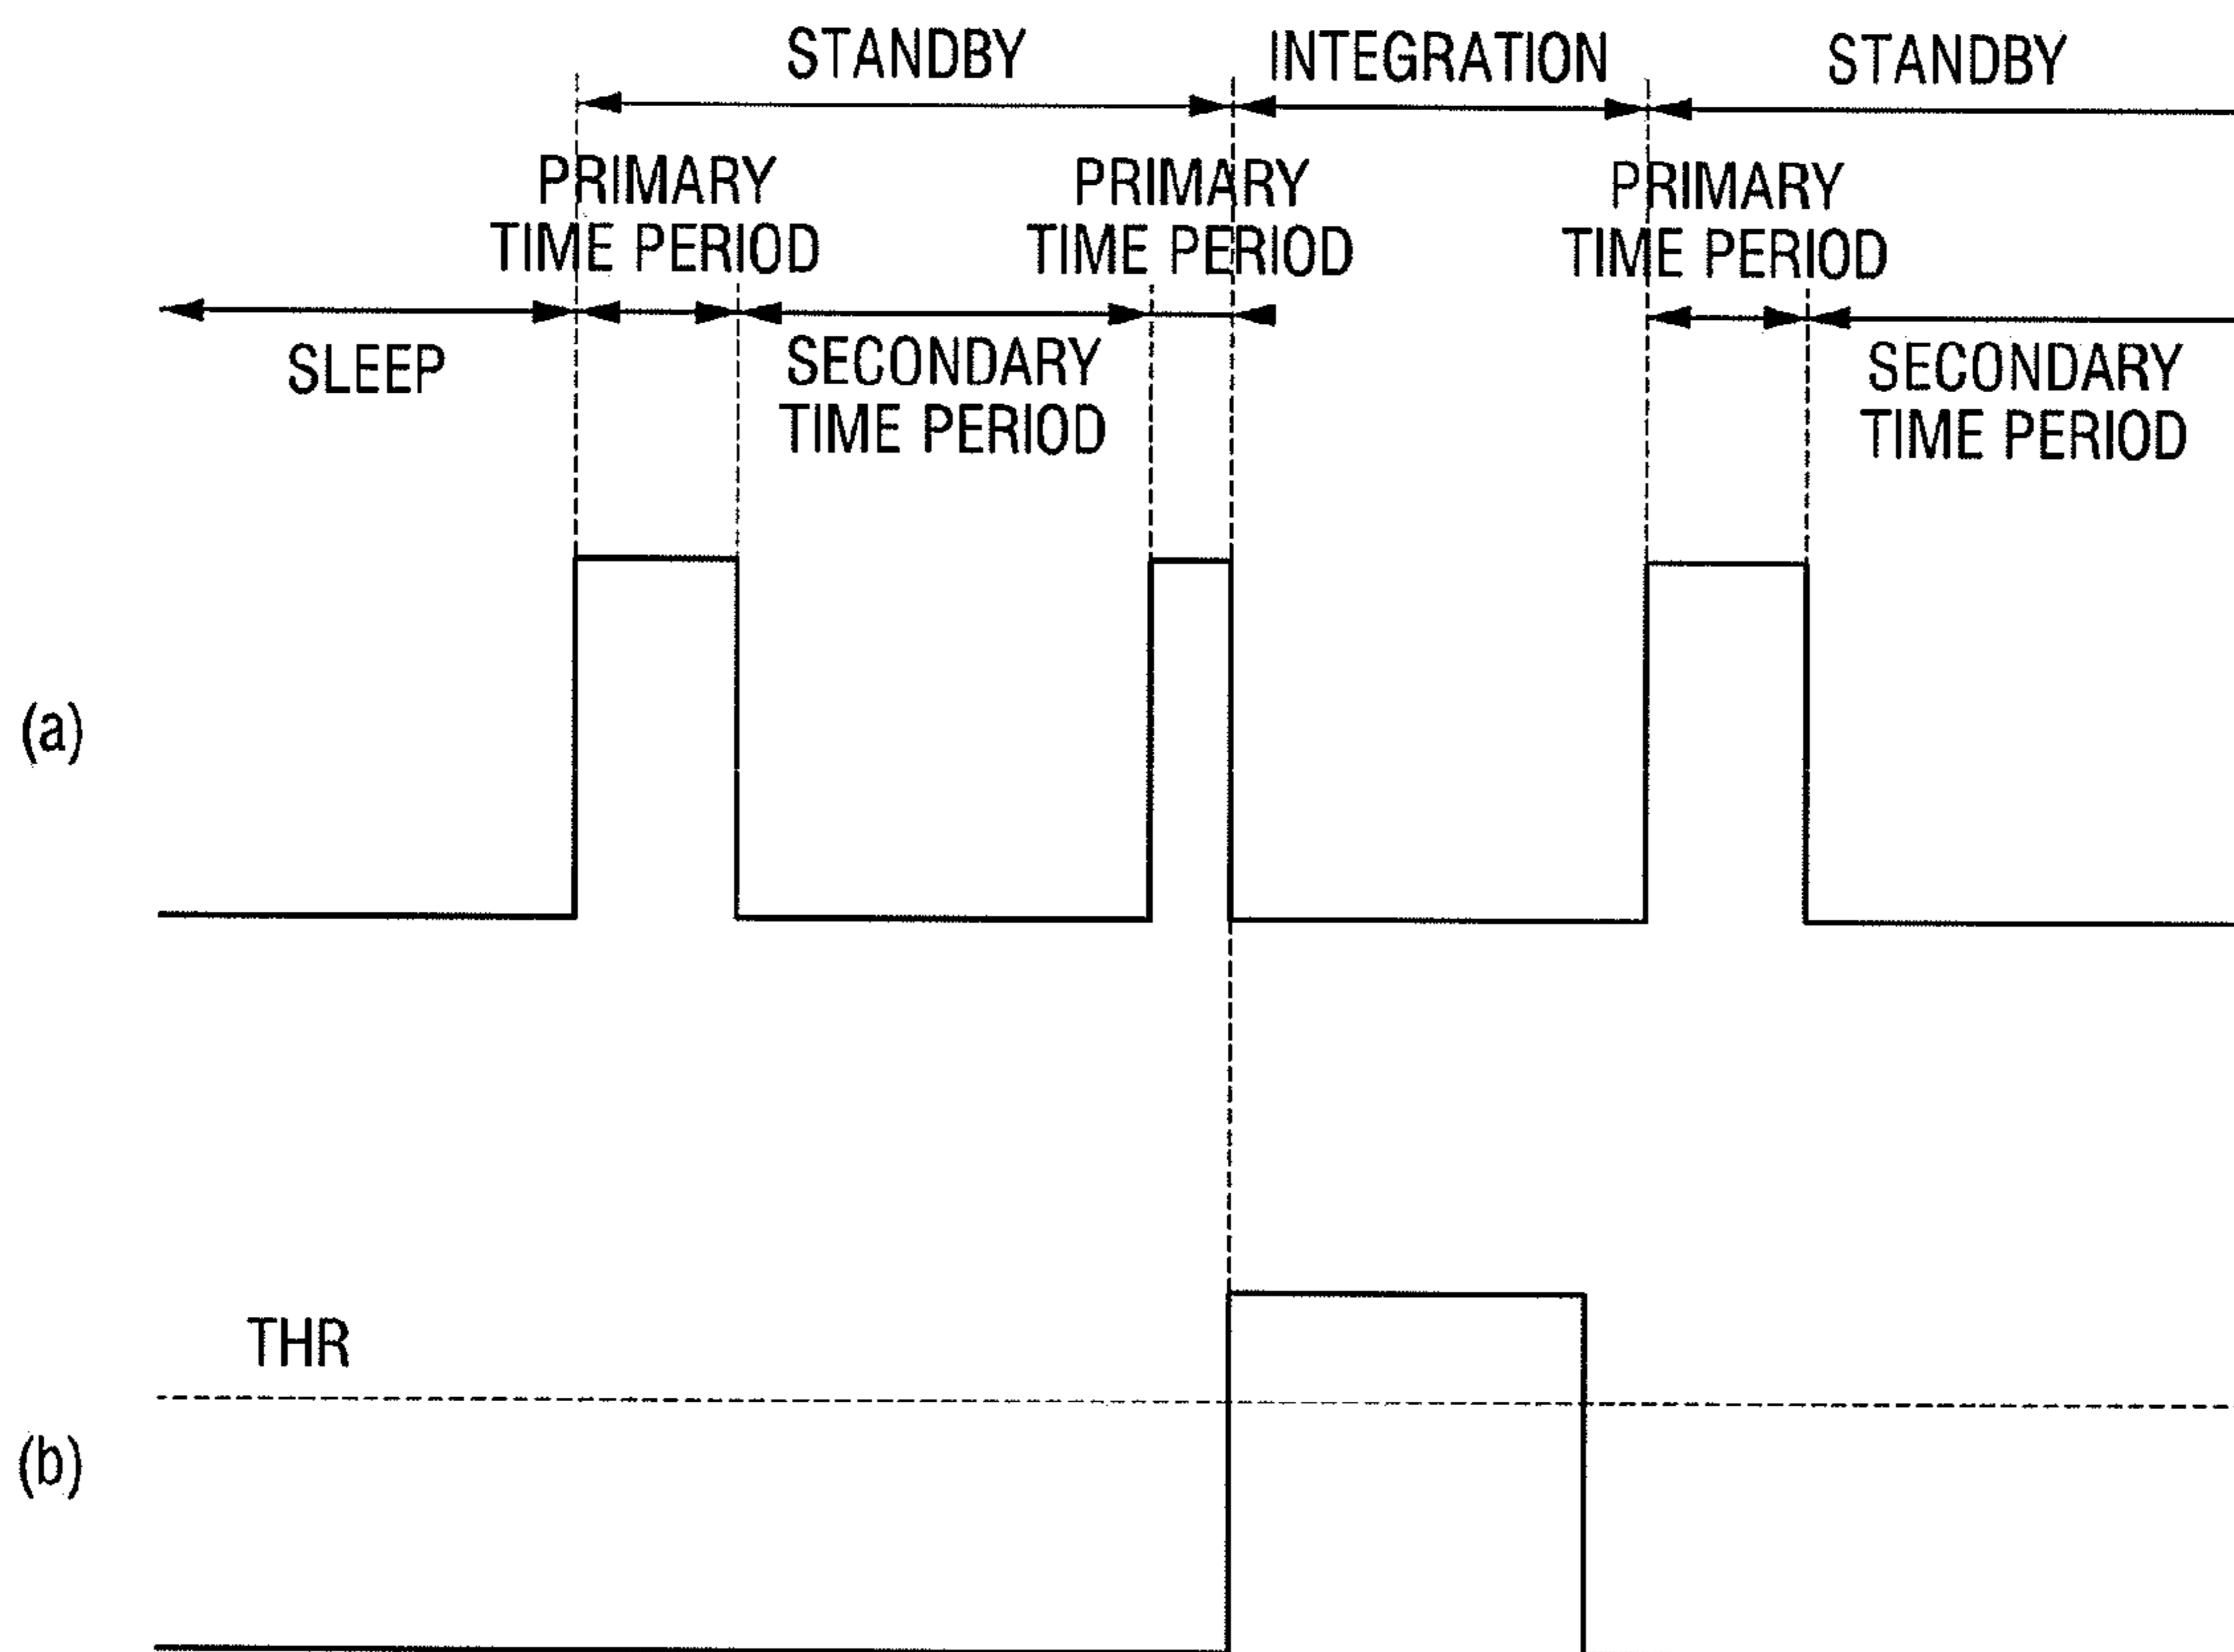 STANDBY
INTEGRATION
STANDBY
PRIMARY
TIME PERIOD
PRIMARY
TIME PERIOD
PRIMARY
TIME PERIOD
SLEEP
SECONDARY
TIME PERIOD
SECONDARY
TIME PERIOD
(a)
THR
(b)